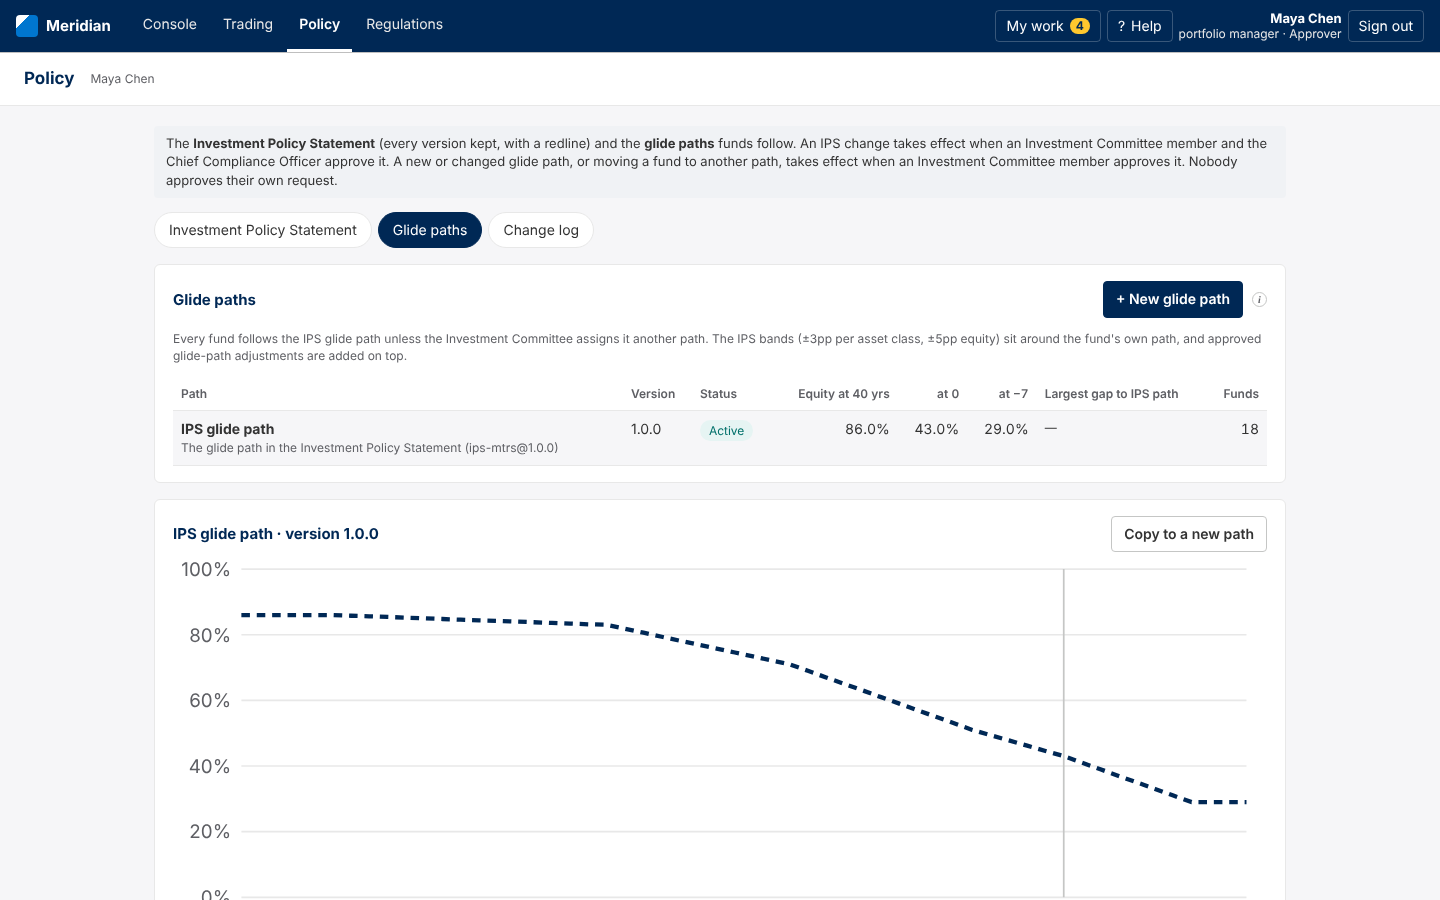 Meridian
Console
Trading
Policy
Regulations
My work 4
? Help
Maya Chen
portfolio manager · Approver
Sign out
Policy
Maya Chen
The Investment Policy Statement (every version kept, with a redline) and the glide paths funds follow. An IPS change takes effect when an Investment Committee member and the
Chief Compliance Officer approve it. A new or changed glide path, or moving a fund to another path, takes effect when an Investment Committee member approves it. Nobody
approves their own request.
Investment Policy Statement
Glide paths
Change log
Glide paths
+ New glide path
i
Every fund follows the IPS glide path unless the Investment Committee assigns it another path. The IPS bands (±3pp per asset class, ±5pp equity) sit around the fund's own path, and approved
glide-path adjustments are added on top.
Path Version Status Equity at 40 yrs at 0 at −7 Largest gap to IPS path Funds
IPS glide path 1.0.0 Active 86.0% 43.0% 29.0% — 18
The glide path in the Investment Policy Statement (ips-mtrs@1.0.0)
IPS glide path · version 1.0.0
Copy to a new path
100%
80%
60%
40%
20%
0%